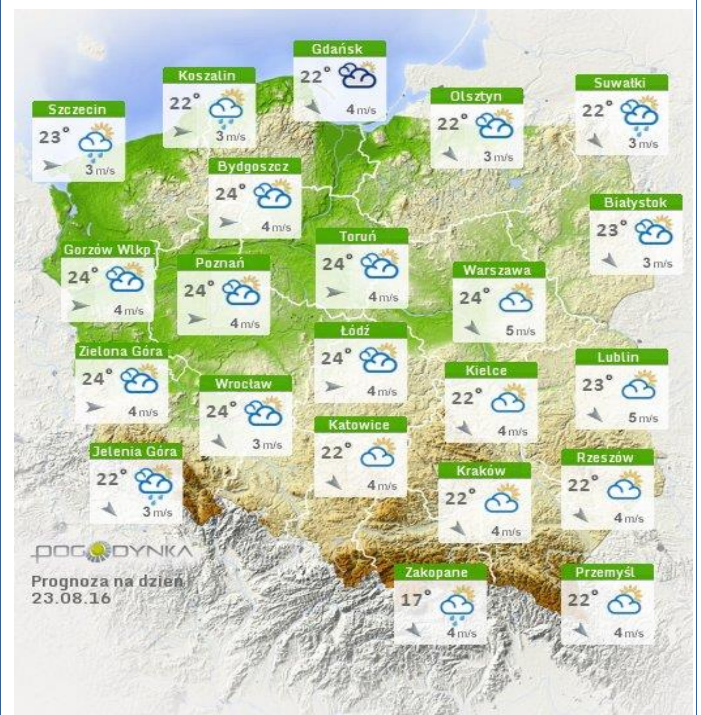 Gdańsk
22°
4 m/s
Koszalin
22°
3 m/s
Suwałki
22°
3 m/s
Olsztyn
22°
3 m/s
Szczecin
23°
3 m/s
Bydgoszcz
24°
4 m/s
Białystok
23°
3 m/s
Toruń
24°
4 m/s
Gorzów Wlkp
24°
4 m/s
Poznań
24°
4 m/s
Warszawa
24°
5 m/s
Łódź
24°
4 m/s
Zielona Góra
24°
4 m/s
Lublin
23°
5 m/s
Kielce
22°
4 m/s
Wrocław
24°
3 m/s
Katowice
22°
4 m/s
Jelenia Góra
22°
3 m/s
Rzeszów
22°
4 m/s
Kraków
22°
4 m/s
POGODYNKA
Prognoza na dzień
23.08.16
Zakopane
17°
4 m/s
Przemyśl
22°
4 m/s